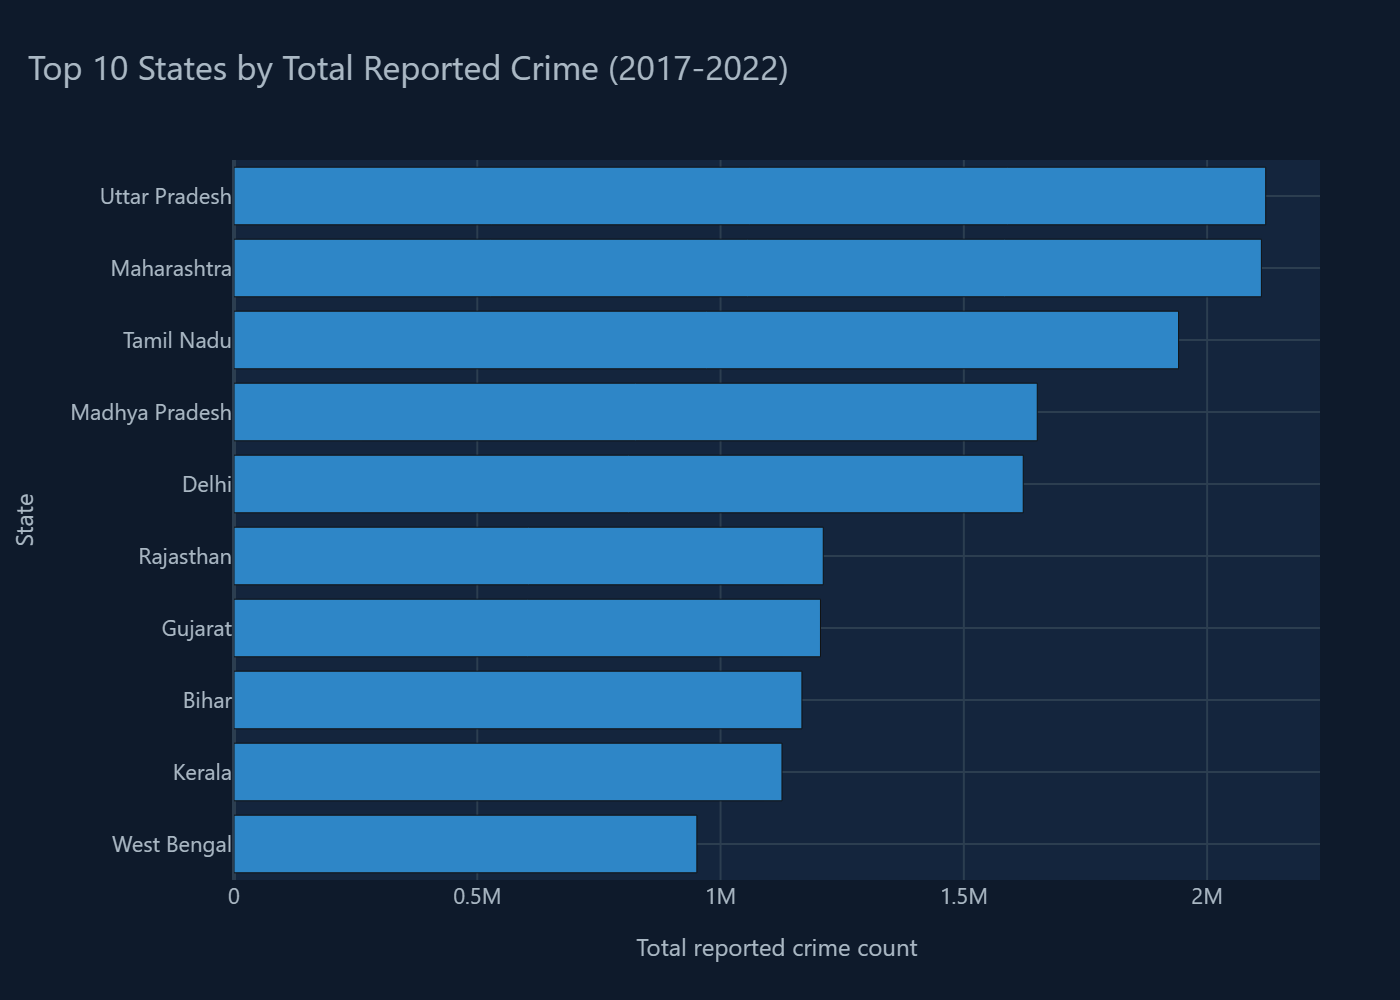 Top 10 States by Total Reported Crime (2017-2022)
State
Uttar Pradesh
Maharashtra
Tamil Nadu
Madhya Pradesh
Delhi
Rajasthan
Gujarat
Bihar
Kerala
West Bengal
0 0.5M 1M 1.5M 2M
Total reported crime count